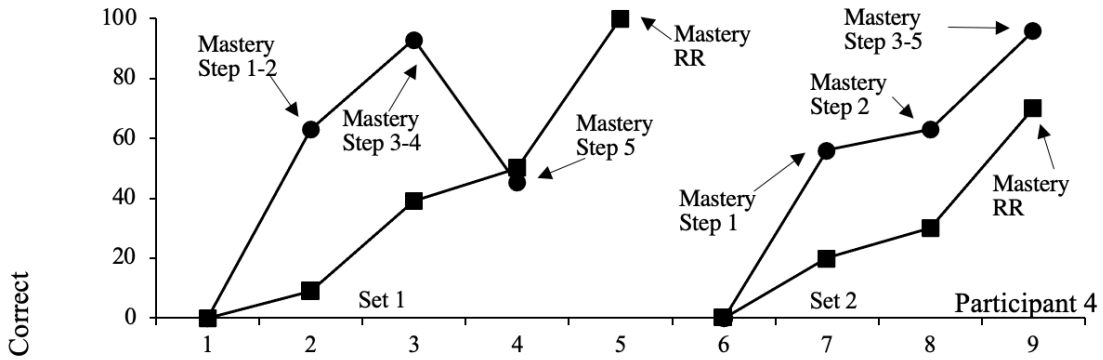 100
80
60
40
20
0
Correct
Mastery
Step 1-2
Mastery
Step 3-4
Mastery
Step 5
Mastery
RR
Set 1
Mastery
Step 1
Mastery
Step 2
Mastery
Step 3-5
Mastery
RR
Set 2
Participant 4
1 2 3 4 5 6 7 8 9